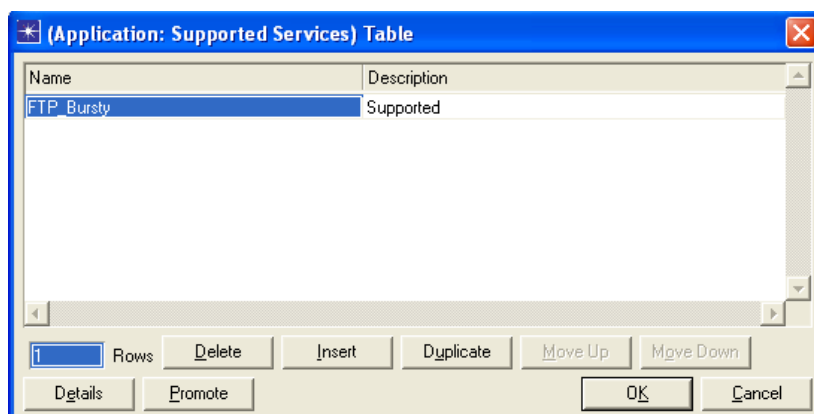 (Application: Supported Services) Table
Name Description
FTP_Bursty Supported
1 Rows Delete Insert Duplicate Move Up Move Down
Details Promote OK Cancel